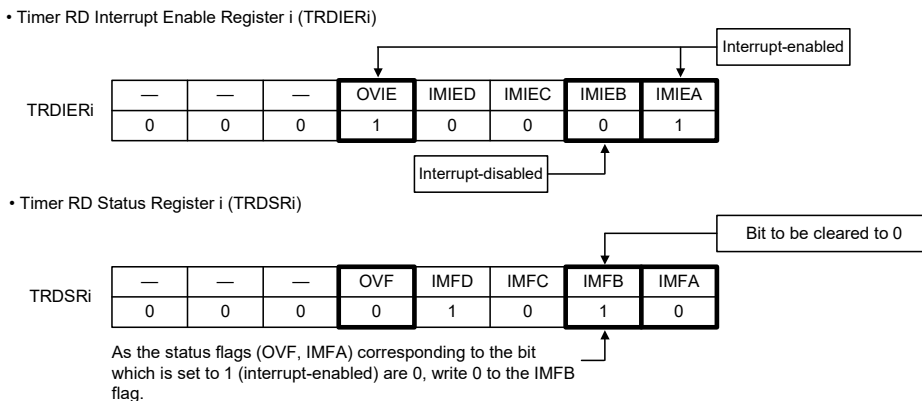 • Timer RD Interrupt Enable Register i (TRDIERi)
Interrupt-enabled
TRDIERi
— — — OVIE IMIED IMIEC IMIEB IMIEA
0 0 0 1 0 0 0 1
Interrupt-disabled
• Timer RD Status Register i (TRDSRi)
Bit to be cleared to 0
TRDSRi
— — — OVF IMFD IMFC IMFB IMFA
0 0 0 0 1 0 1 0
As the status flags (OVF, IMFA) corresponding to the bit
which is set to 1 (interrupt-enabled) are 0, write 0 to the IMFB
flag.